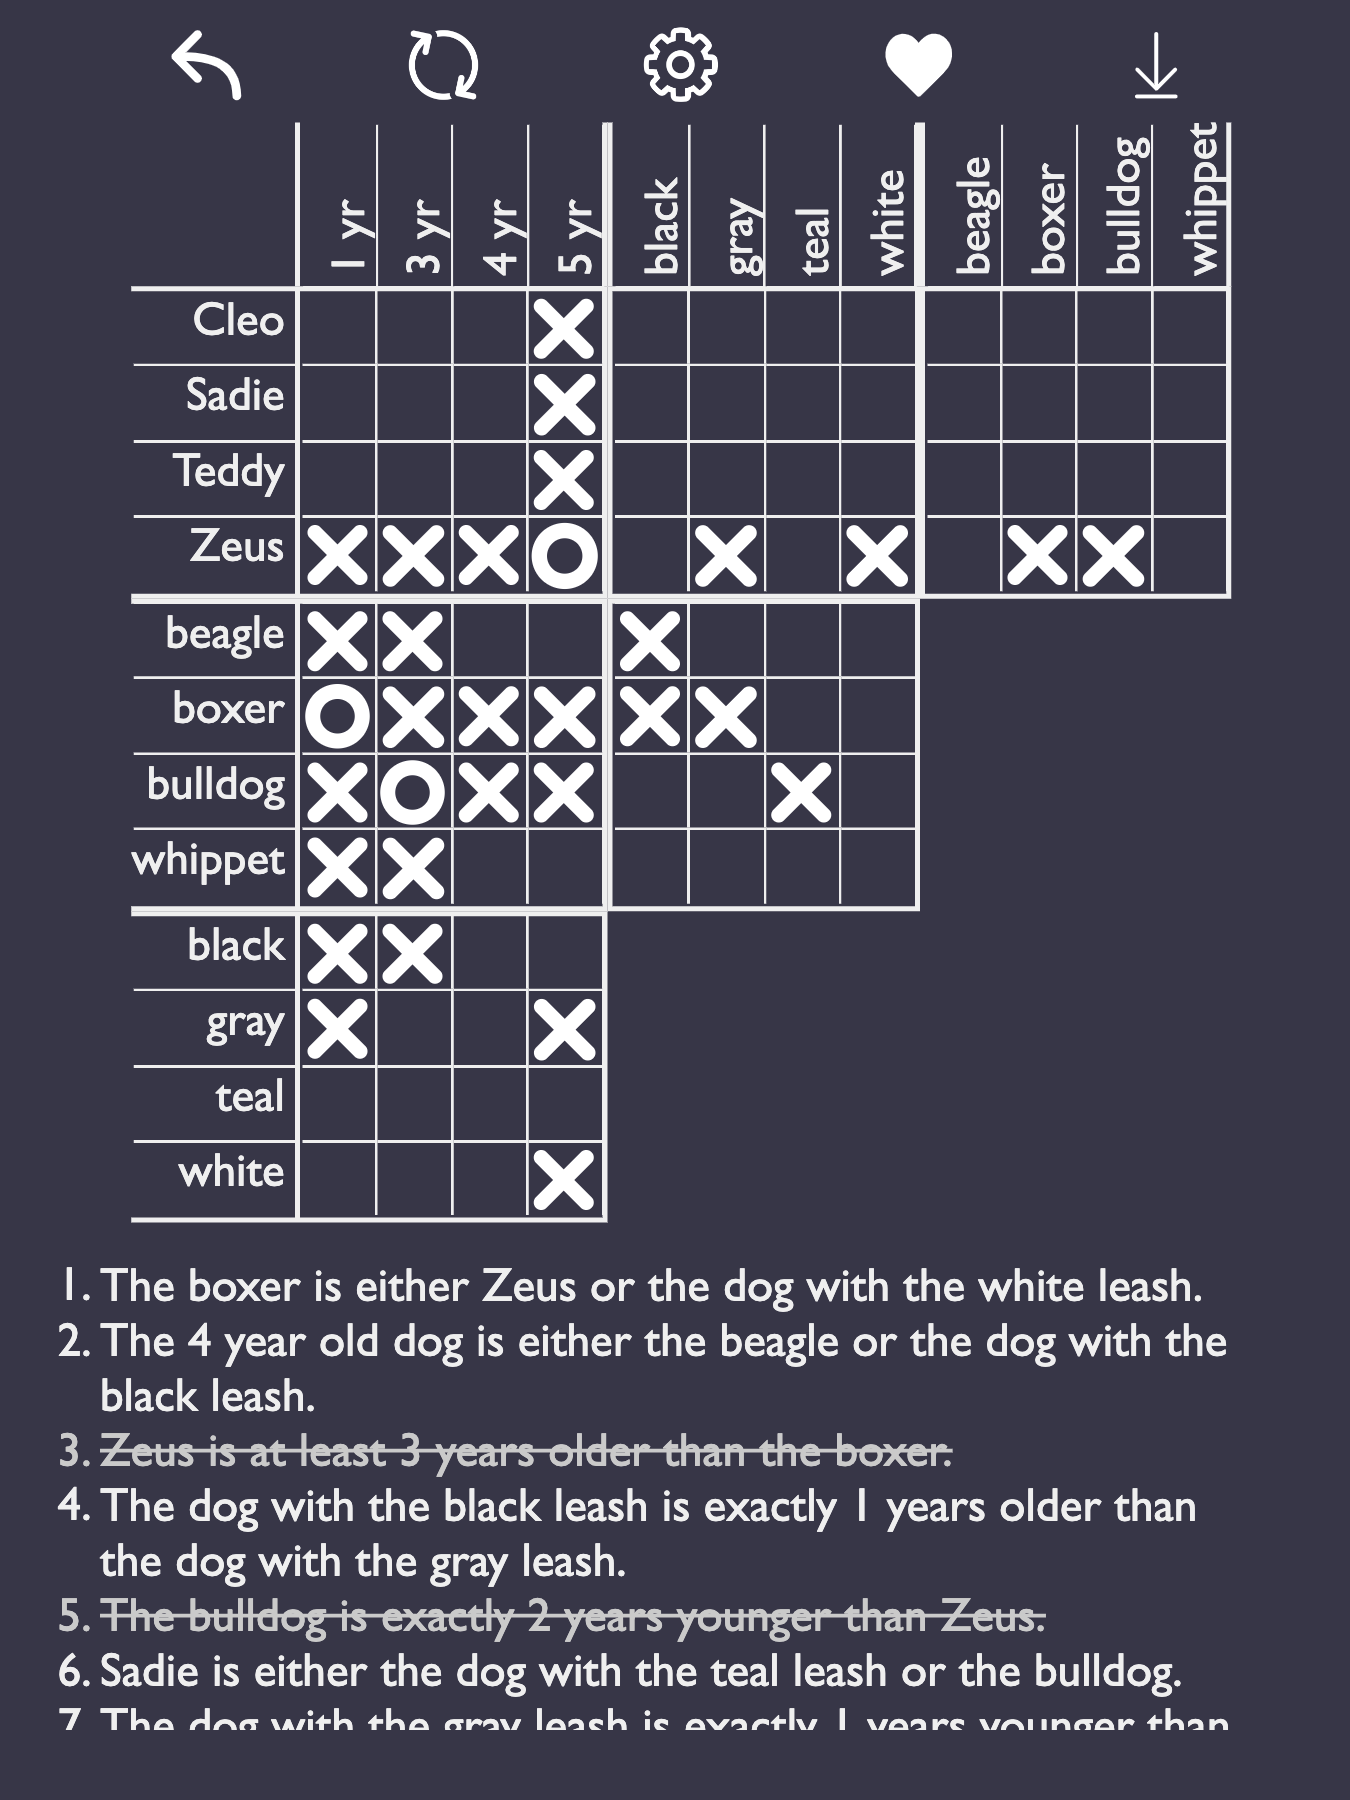 1 yr
3 yr
4 yr
5 yr
black
gray
teal
white
beagle
boxer
bulldog
whippet
Cleo
Sadie
Teddy
Zeus
beagle
boxer
bulldog
whippet
black
gray
teal
white
1. The boxer is either Zeus or the dog with the white leash.
2. The 4 year old dog is either the beagle or the dog with the
black leash.
3. Zeus is at least 3 years older than the boxer.
4. The dog with the black leash is exactly 1 years older than
the dog with the gray leash.
5. The bulldog is exactly 2 years younger than Zeus.
6. Sadie is either the dog with the teal leash or the bulldog.
7. The dog with the gray leash is exactly 1 years younger than